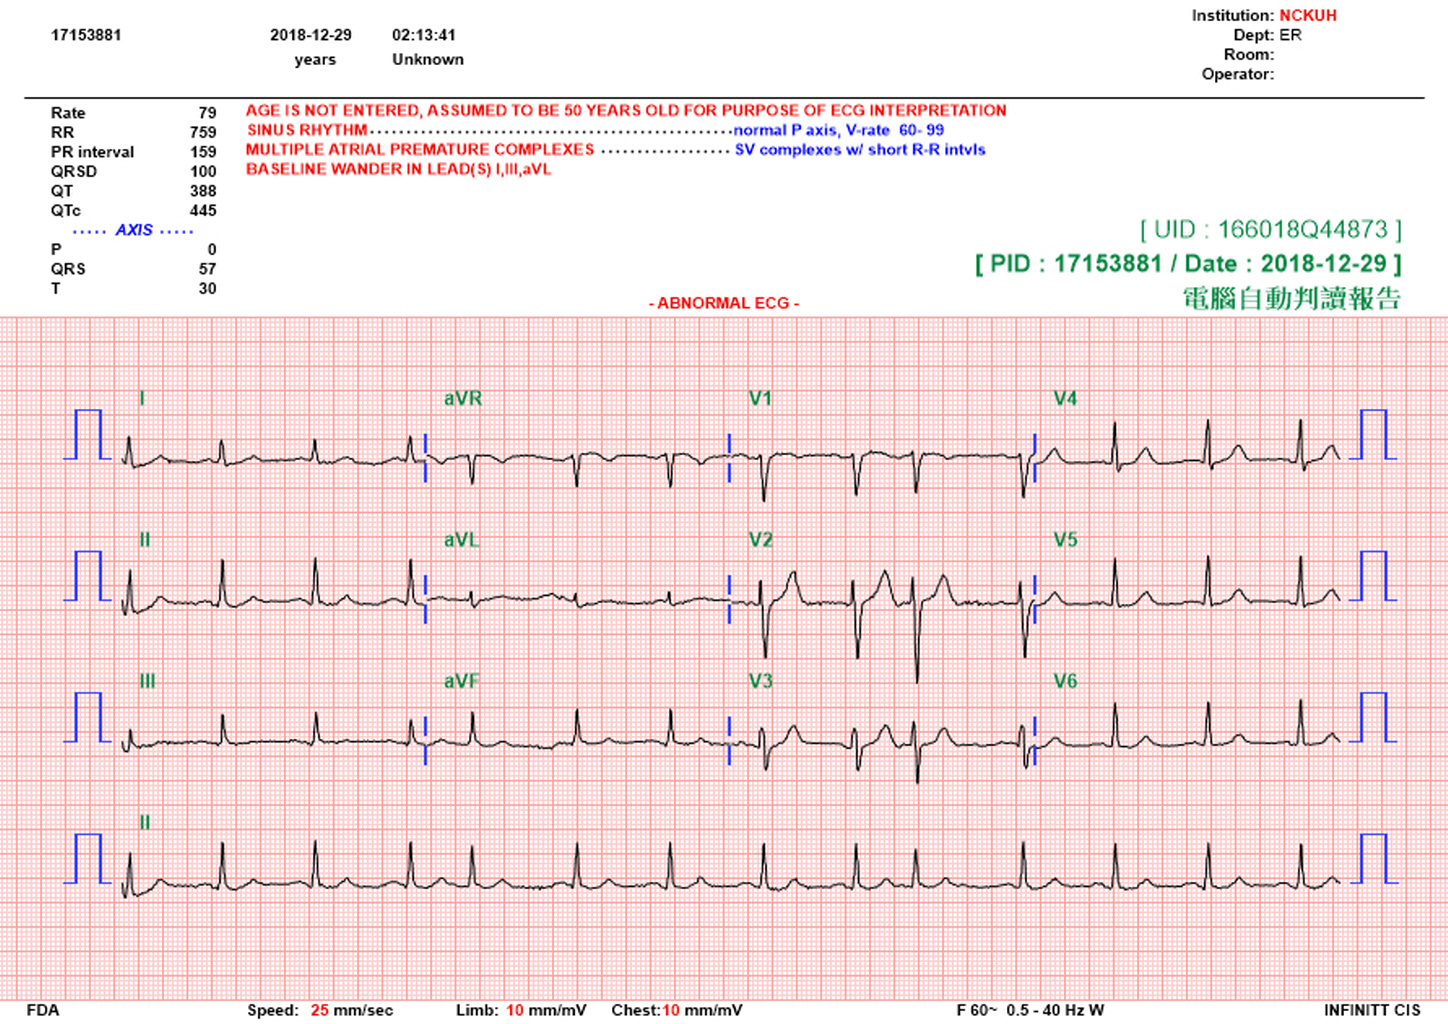 Institution: NCKUH
17153881 2018-12-29 02:13:41 Dept: ER
Room:
years Unknown
Operator:
Rate 79 AGE IS NOT ENTERED, ASSUMED TO BE 50 YEARS OLD FOR PURPOSE OF ECG INTERPRETATION
RR 759 SINUS RHYTHM..........................................normal P axis, V-rate 60- 99
PR interval 159 MULTIPLE ATRIAL PREMATURE COMPLEXES .................. SV complexes w/ short R-R intvls
QRSD 100 BASELINE WANDER IN LEAD(S) I,III,aVL
QT 388
QTc 445
..... AXIS .....
[ UID : 166018Q44873 ]
P 0
QRS 57
[ PID : 17153881 / Date : 2018-12-29 ]
T 30
電腦自動判讀報告
- ABNORMAL ECG -
I aVR V1 V4
II aVL V2 V5
III aVF V3 V6
II
FDA Speed: 25 mm/sec Limb: 10 mm/mV Chest:10 mm/mV F 60~ 0.5 - 40 Hz W INFINITT CIS